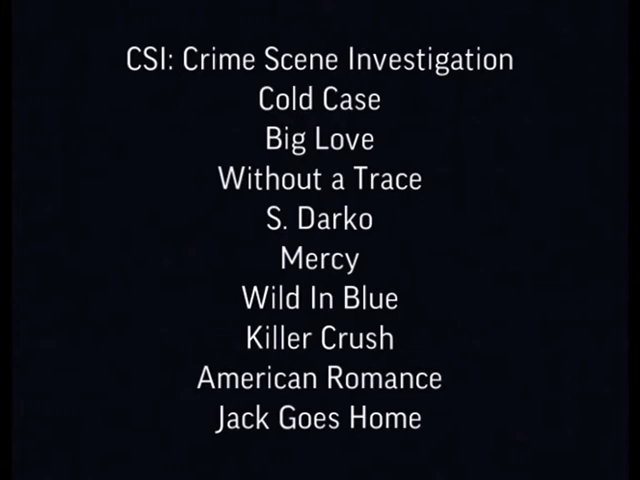 CSI: Crime Scene Investigation
Cold Case
Big Love
Without a Trace
S. Darko
Mercy
Wild In Blue
Killer Crush
American Romance
Jack Goes Home